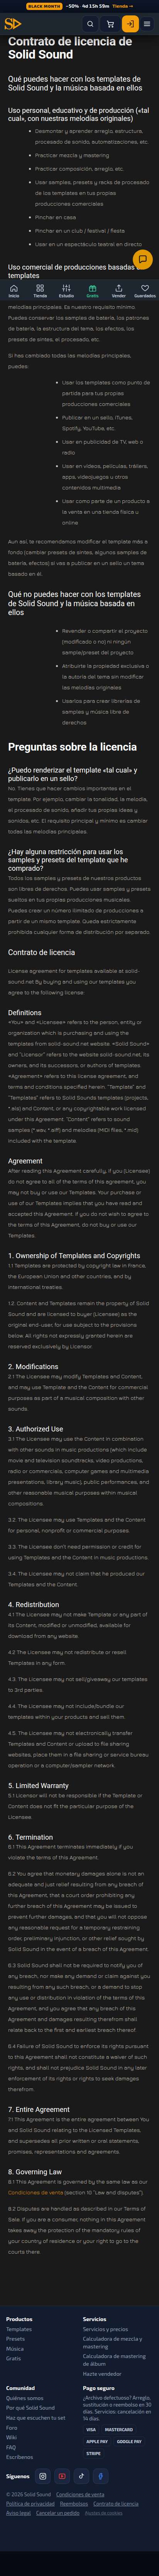 BLACK MONTH -50% 4d 15h 59m Tienda →
Contrato de licencia de
Solid Sound
Qué puedes hacer con los templates
de Solid Sound y la música basada en ellos
Uso personal, educativo y de producción («tal
cual», con nuestras melodías originales)
Desmontar y aprender arreglo, estructura,
proceso de sonido, automatizaciones, etc.
Practicar mezcla y mastering
Practicar composición, arreglo, etc.
Usar samples, presets y racks de procesado
de los templates en tus propias
producciones comerciales
Pinchar en casa
Pinchar en un club / festival / fiesta
Usar en un espectáculo teatral en directo
Uso comercial de producciones basadas en
templates
Inicio
Tienda
Estudio
Gratis
Vender
Guardados
melodías principales. Es nuestro requisito mínimo.
Puedes conservar los samples de la batería, los patrones
de batería, la estructura del tema, los efectos, los
presets de sintes, el procesado, etc.
Si has cambiado todas las melodías principales,
puedes:
Usar los templates como punto de
partida para tus propias
producciones comerciales
Publicar en un sello, iTunes,
Spotify, YouTube, etc.
Usar en publicidad de TV, web o
radio
Usar en vídeos, películas, tráilers,
apps, videojuegos u otros
contenidos multimedia
Usar como parte de un producto a
la venta en una tienda física u
online
Aun así, te recomendamos modificar el template más a
fondo (cambiar presets de sintes, algunos samples de
batería, efectos) si vas a publicar en un sello un tema
basado en él.
Qué no puedes hacer con los templates
de Solid Sound y la música basada en
ellos
Revender o compartir el proyecto
(modificado o no) ni ningún
sample/preset del proyecto
Atribuirte la propiedad exclusiva o
la autoría del tema sin modificar
las melodías originales
Usarlos para crear librerías de
samples y música libre de
derechos
Preguntas sobre la licencia
¿Puedo renderizar el template «tal cual» y
publicarlo en un sello?
No. Tienes que hacer cambios importantes en el
template. Por ejemplo, cambiar la tonalidad, la melodía,
el procesado de sonido, añadir tus propias ideas y
sonidos, etc. El requisito principal y mínimo es cambiar
todas las melodías principales.
¿Hay alguna restricción para usar los
samples y presets del template que he
comprado?
Todos los samples y presets de nuestros productos
son libres de derechos. Puedes usar samples y presets
sueltos en tus propias producciones musicales.
Puedes crear un número ilimitado de producciones a
partir de un template, que quedarán libres de
cualquier forma de distribución por exterior separado.
Contrato de licencia
License agreement for templates available solid-
sound.net By buying and using our templates you
agree to the following license:
Definitions
«You» and «Licensee» refers to the person, entity or
organization which is purchasing and using the
templates from solid-sound.net website. «Solid Sound»
and "Licensor" refers to the website solid-sound.net, its
owned, and its successors, or authors of templates
«Agreement» refers to this license agreement, and
terms and conditions specified herein. "Template" and
"Templates" refers to Solid Sounds templates (projects,
*.als) and Content, or any copyrightable work licensed
under this Agreement. "Content" refers to sound
samples (*.wav, *.aiff) and melodies (MIDI files, *.mid)
included with the template.
Agreement
After reading this Agreement carefully, if you (Licensee)
do not agree to all of the terms of this agreement, you
may not buy or use our Templates. Your purchase or
use of our Templates implies that you have read and
accepted this Agreement. If you do not wish to agree to
the terms of this Agreement, do not buy or use our
Templates.
1. Ownership of Templates and Copyrights
1.1. Templates are protected by copyright law in France,
the European Union and other countries, and by
international treaties.
1.2. Content and Templates remain the property of Solid
Sound and are licensed to buyer (Licensee) as the
original end-user, for use subject to the provision
below. All rights not expressly granted herein are
reserved exclusively by Licensor.
2. Modifications
2.1 The Licensee may modify Templates and Content,
and may use Template and the Content for commercial
purposes as part of a musical composition with other
sounds.
3. Authorized Use
3.1 The Licensee may use the Content in combination
with other sounds in music productions (which include
movie and television soundtracks, video productions,
radio or commercials, computer games and multimedia
presentations, library music), public performances, and
other reasonable musical purposes within musical
compositions.
3.2. The Licensee may use Templates and the Content
for personal, nonprofit or commercial purposes.
3.3. The Licensee don't need permission or credit for
using Templates and the Content in music productions.
3.4. The Licensee may not claim that he produced our
Templates and the Content.
4. Redistribution
4.1 The Licensee may not make Template or any part of
its Content, modified or unmodified, available for
download from any website.
4.2 The Licensee may not redistribute or resell
Templates in any form.
4.3. The Licensee may not sell/giveaway our templates
to 3rd parties.
4.4. The Licensee may not include/bundle our
templates within your products and sell them.
4.5. The Licensee may not electronically transfer
Templates and Content or upload to file sharing
websites, place them in a file sharing or service bureau
operation or a computer/sampler network.
5. Limited Warranty
5.1 Licensor will not be responsible if the Template or
Content does not fit the particular purpose of the
Licensee.
6. Termination
6.1 This Agreement terminates immediately if you
violate the terms of this Agreement.
6.2 You agree that monetary damages alone is not an
adequate and just relief resulting from any breach of
this Agreement, that a court order prohibiting any
further breach of this Agreement may be issued to
prevent further damages, and that you will not oppose
any reasonable request for a temporary restraining
order, preliminary injunction, or other relief sought by
Solid Sound in the event of a breach of this Agreement.
6.3 Solid Sound shall not be required to notify you of
any breach, nor make any demand or claim against you
resulting from any such breach, or a demand to stop
any use or distribution in violation of the terms of this
Agreement, and you agree that any breach of this
Agreement and damages resulting therefrom shall
relate back to the first and earliest breach thereof.
6.4 Failure of Solid Sound to enforce its rights pursuant
to this Agreement shall not constitute a waiver of such
rights, and shall not prejudice Solid Sound in any later
enforcement of its rights or rights to seek damages
therefrom.
7. Entire Agreement
7.1 This Agreement is the entire agreement between You
and Solid Sound relating to the Licensed Templates,
and supersedes all prior written or oral statements,
promises, representations and agreements.
8. Governing Law
8.1 This Agreement is governed by the same law as our
Condiciones de venta (section 10 "Law and disputes").
8.2 Disputes are handled as described in our Terms of
Sale. If you are a consumer, nothing in this Agreement
takes away the protection of the mandatory rules of
your country of residence or your right to go to the
courts there.
Productos
Templates
Presets
Música
Gratis
Servicios
Servicios y precios
Calculadora de mezcla y
mastering
Calculadora de mastering
de álbum
Hazte vendedor
Comunidad
Quiénes somos
Por qué Solid Sound
Haz que escuchen tu set
Foro
Wiki
FAQ
Escríbenos
Pago seguro
¿Archivo defectuoso? Arreglo,
sustitución o reembolso en 30
días. Servicios: cancelación en
14 días.
VISA
MASTERCARD
APPLE PAY
GOOGLE PAY
STRIPE
Síguenos
© 2026 Solid Sound Condiciones de venta
Política de privacidad Reembolsos Contrato de licencia
Aviso legal Cancelar un pedido Ajustes de cookies